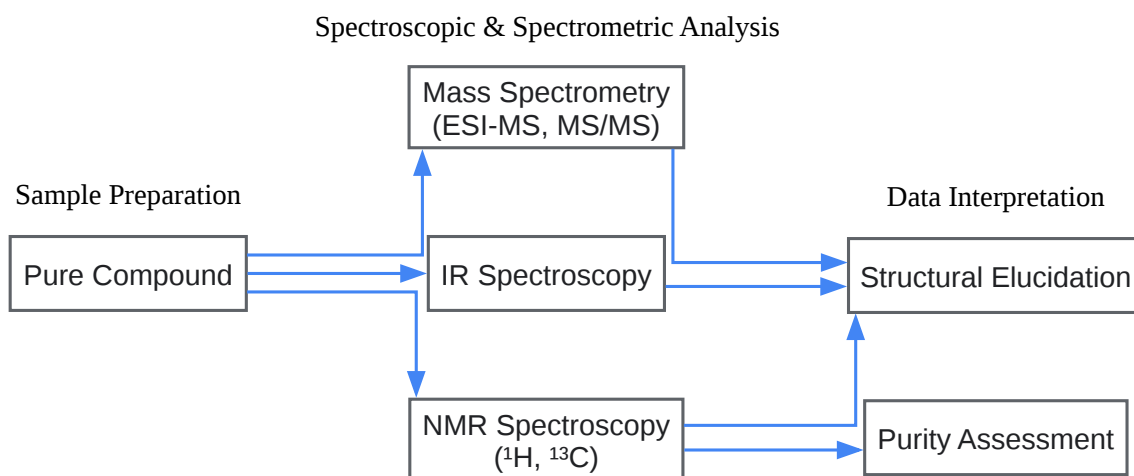 Spectroscopic & Spectrometric Analysis
Mass Spectrometry
(ESI-MS, MS/MS)
Sample Preparation
Data Interpretation
Pure Compound
IR Spectroscopy
Structural Elucidation
NMR Spectroscopy
(¹H, ¹³C)
Purity Assessment